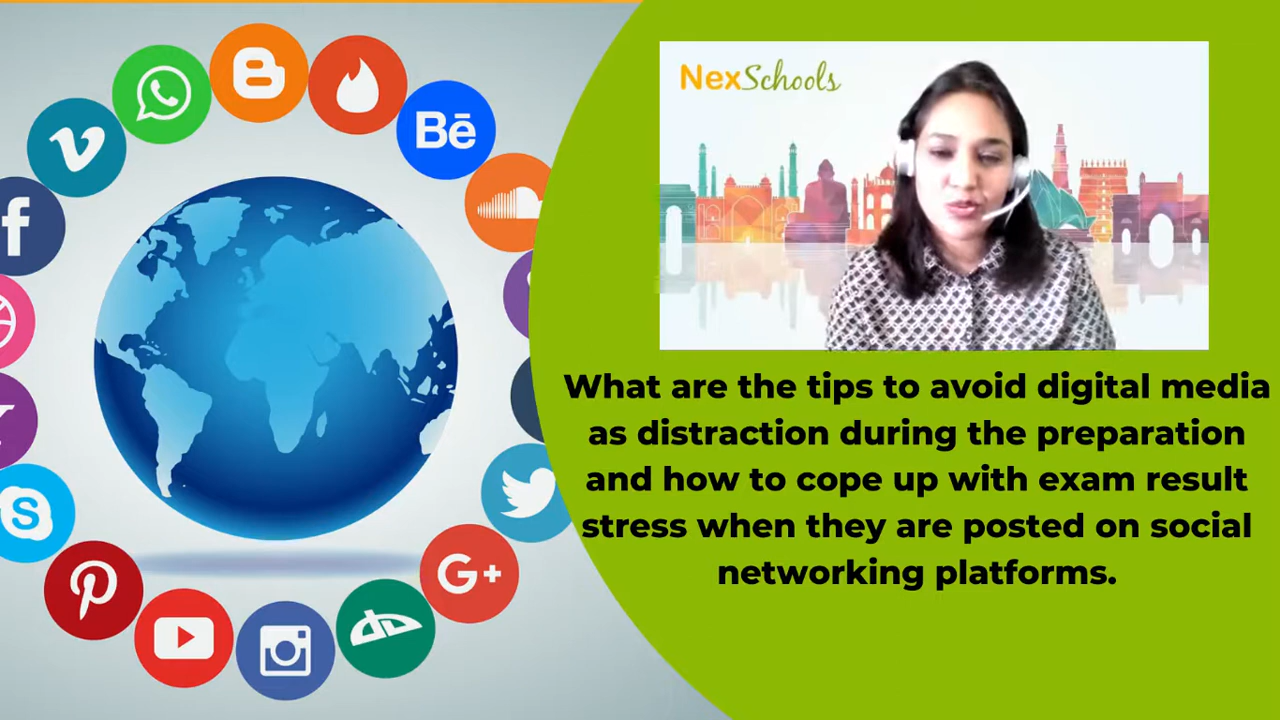 NexSchools
What are the tips to avoid digital media
as distraction during the preparation
and how to cope up with exam result
stress when they are posted on social
networking platforms.
Bē
f
S
G+